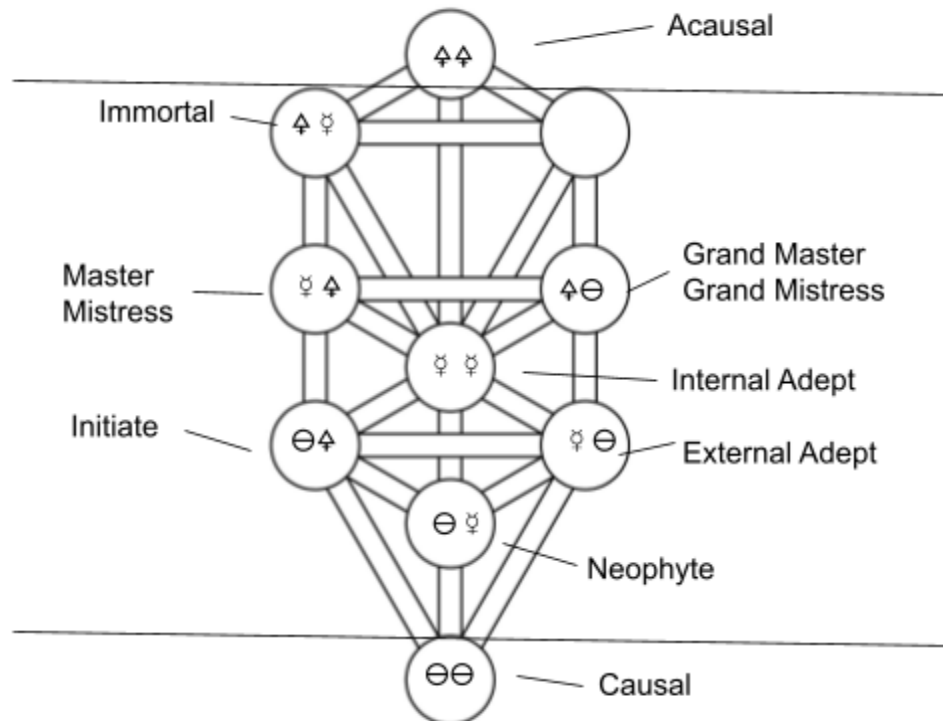 Acausal
🜍🜍
Immortal
🜍 ☿
Master
Mistress
☿ 🜍
🜍🜔
Grand Master
Grand Mistress
☿ ☿
Internal Adept
Initiate
🜔🜍
☿ 🜔
External Adept
🜔 ☿
Neophyte
🜔🜔
Causal